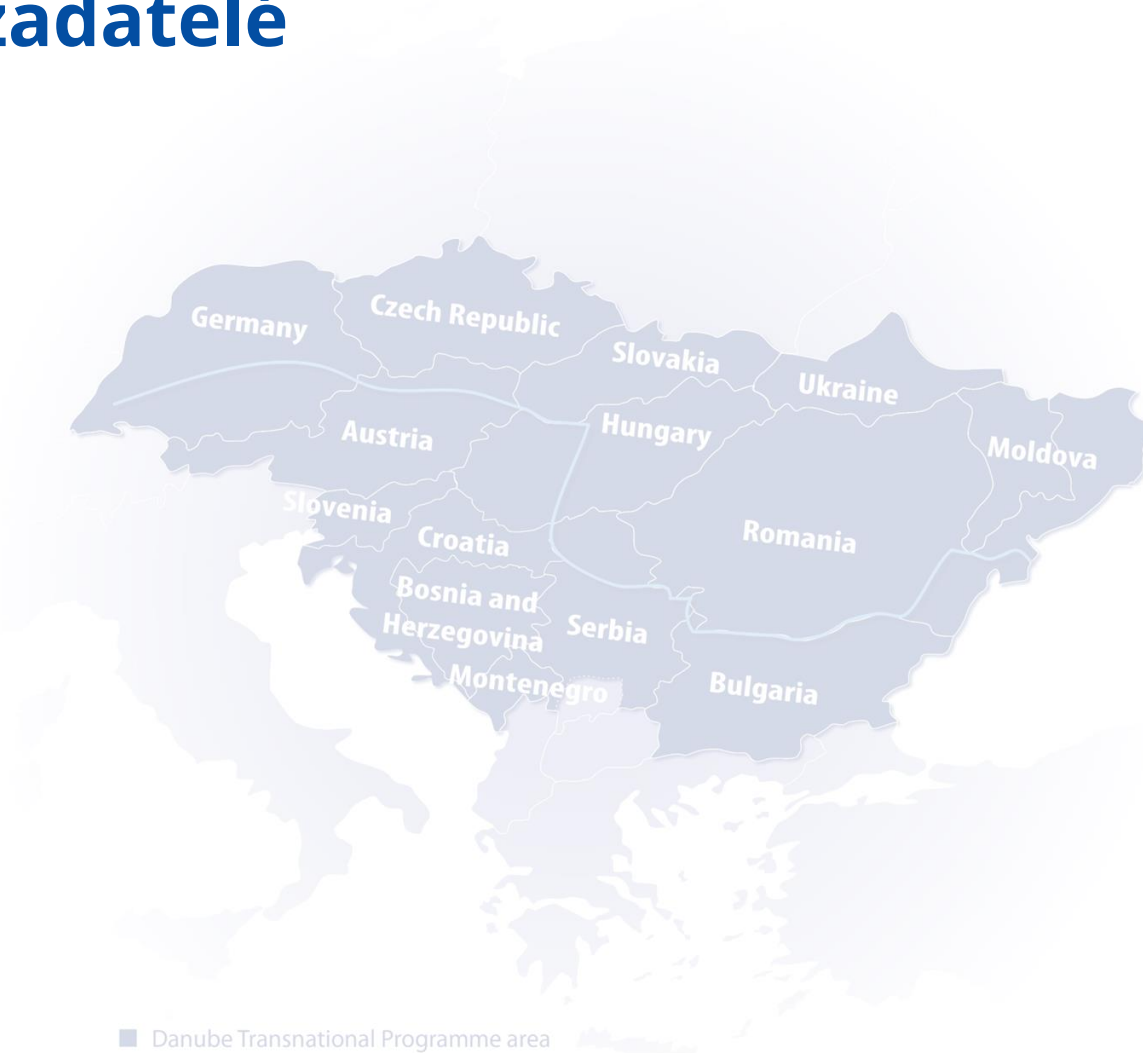 žadatelé
Germany
Czech Republic
Slovakia
Ukraine
Austria
Hungary
Moldova
Slovenia
Croatia
Romania
Bosnia and
Herzegovina
Serbia
Montenegro
Bulgaria
Danube Transnational Programme area